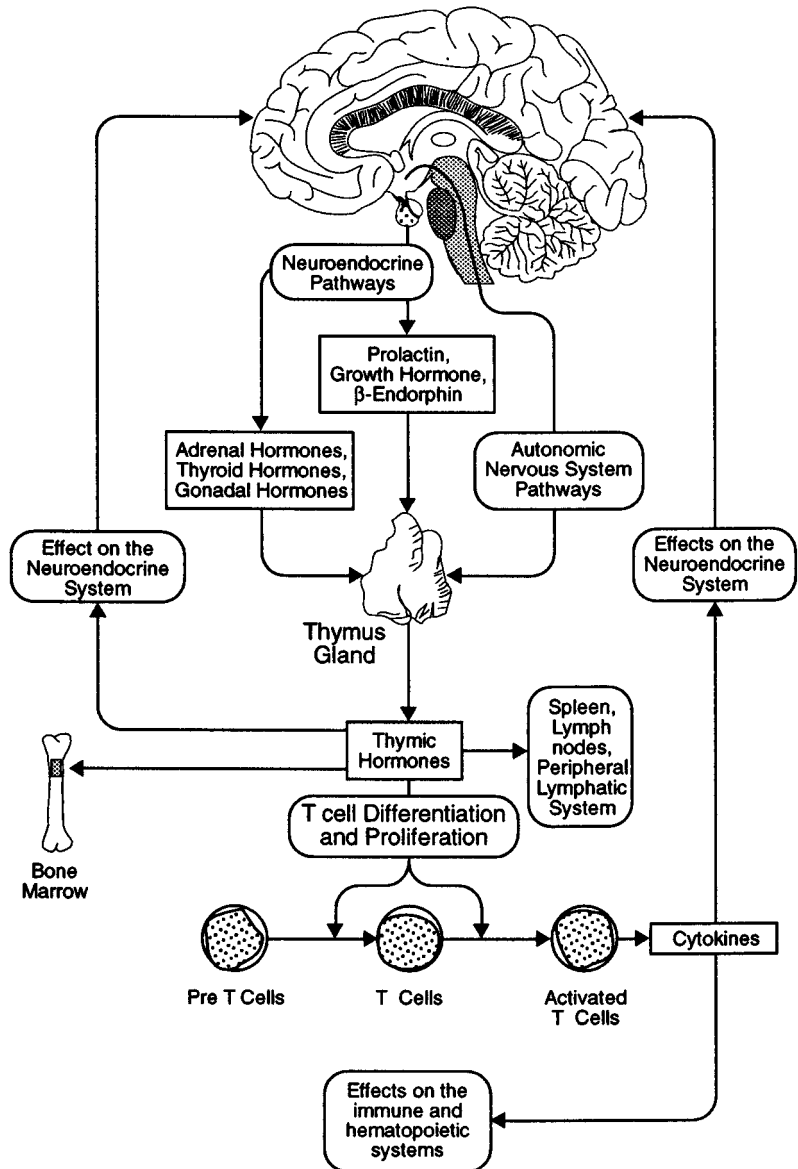 Neuroendocrine
Pathways
Prolactin,
Growth Hormone,
β-Endorphin
Adrenal Hormones,
Thyroid Hormones,
Gonadal Hormones
Autonomic
Nervous System
Pathways
Effect on the
Neuroendocrine
System
Effects on the
Neuroendocrine
System
Thymus
Gland
Thymic
Hormones
Spleen,
Lymph
nodes,
Peripheral
Lymphatic
System
T cell Differentiation
and Proliferation
Bone
Marrow
Pre T Cells
T Cells
Activated
T Cells
Cytokines
Effects on the
immune and
hematopoietic
systems